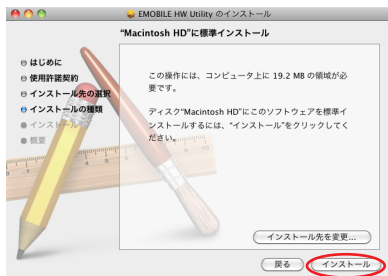 EMOBILE HW Utility のインストール
"Macintosh HD"に標準インストール
はじめに
使用許諾契約
インストール先の選択
インストールの種類
インストール
概要
この操作には、コンピュータ上に 19.2 MB の領域が必
要です。
ディスク"Macintosh HD"にこのソフトウェアを標準イ
ンストールするには、"インストール"をクリックしてく
ださい。
インストール先を変更...
戻る
インストール